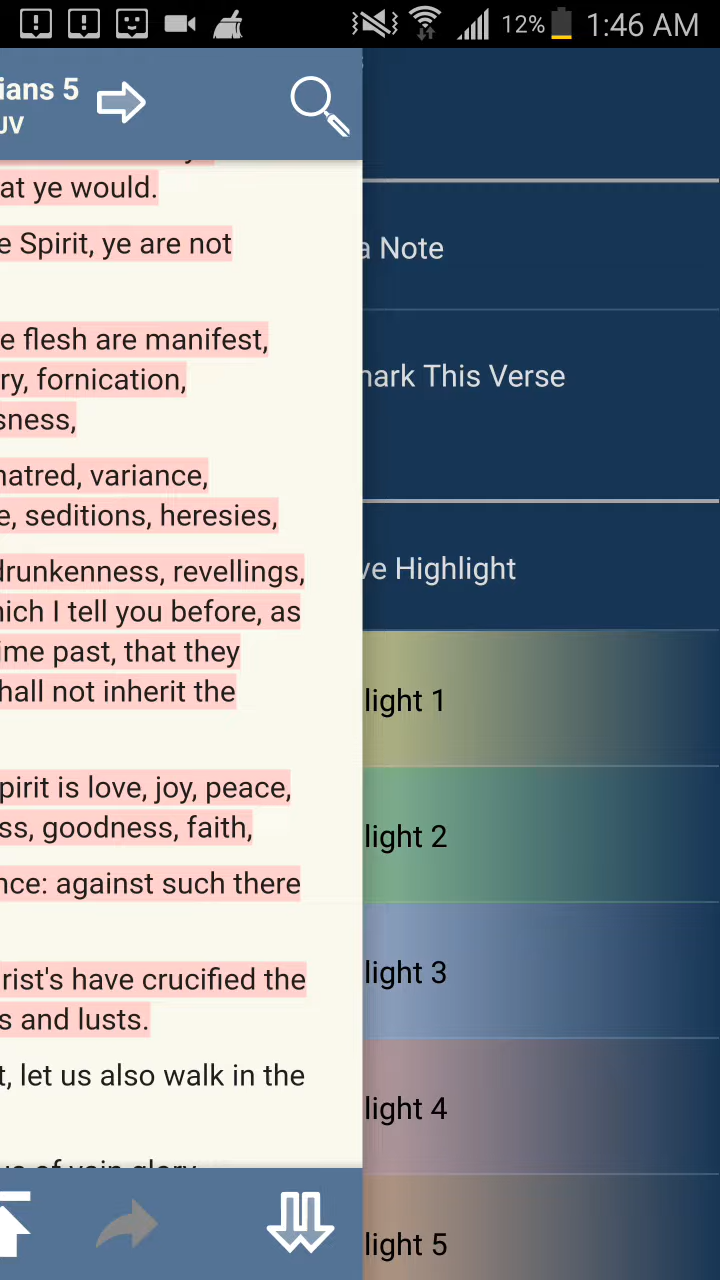 12% 1:46 AM
ians 5
JV
at ye would.
e Spirit, ye are not
e flesh are manifest,
ry, fornication,
sness,
hatred, variance,
e, seditions, heresies,
drunkenness, revellings,
hich I tell you before, as
ime past, that they
hall not inherit the
pirit is love, joy, peace,
ss, goodness, faith,
nce: against such there
rist's have crucified the
s and lusts.
t, let us also walk in the
us of vain glory
a Note
mark This Verse
ve Highlight
light 1
light 2
light 3
light 4
light 5